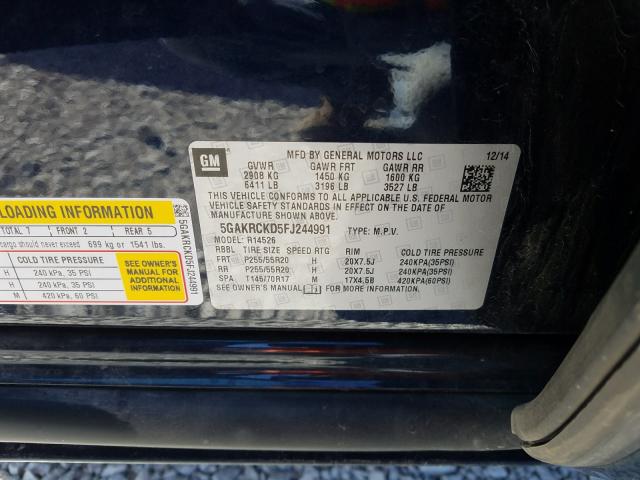 LOADING INFORMATION
TOTAL 7 FRONT 2 REAR 5
cargo should never exceed 699 kg or 1541 lbs.
COLD TIRE PRESSURE
H 240 kPa, 35 PSI
H 240 kPa, 35 PSI
M 420 kPa, 60 PSI
SEE OWNER'S
MANUAL FOR
ADDITIONAL
INFORMATION
5GAKRCKD5FJ244991
GM
MFD BY GENERAL MOTORS LLC
12/14
GVWR GAWR FRT GAWR RR
2908 KG 1450 KG 1600 KG
6411 LB 3196 LB 3527 LB
THIS VEHICLE CONFORMS TO ALL APPLICABLE U.S. FEDERAL MOTOR
VEHICLE SAFETY AND THEFT PREVENTION STANDARDS IN EFFECT ON THE DATE OF
MANUFACTURE SHOWN ABOVE.
5GAKRCKD5FJ244991 TYPE: M.P.V.
MODEL: R14526
RBBL TIRE SIZE SPEED RTG RIM COLD TIRE PRESSURE
FRT P255/55R20 H 20X7.5J 240KPA(35PSI)
RR P255/55R20 H 20X7.5J 240KPA(35PSI)
SPA T145/70R17 M 17X4.5B 420KPA(60PSI)
SEE OWNER'S MANUAL FOR MORE INFORMATION.